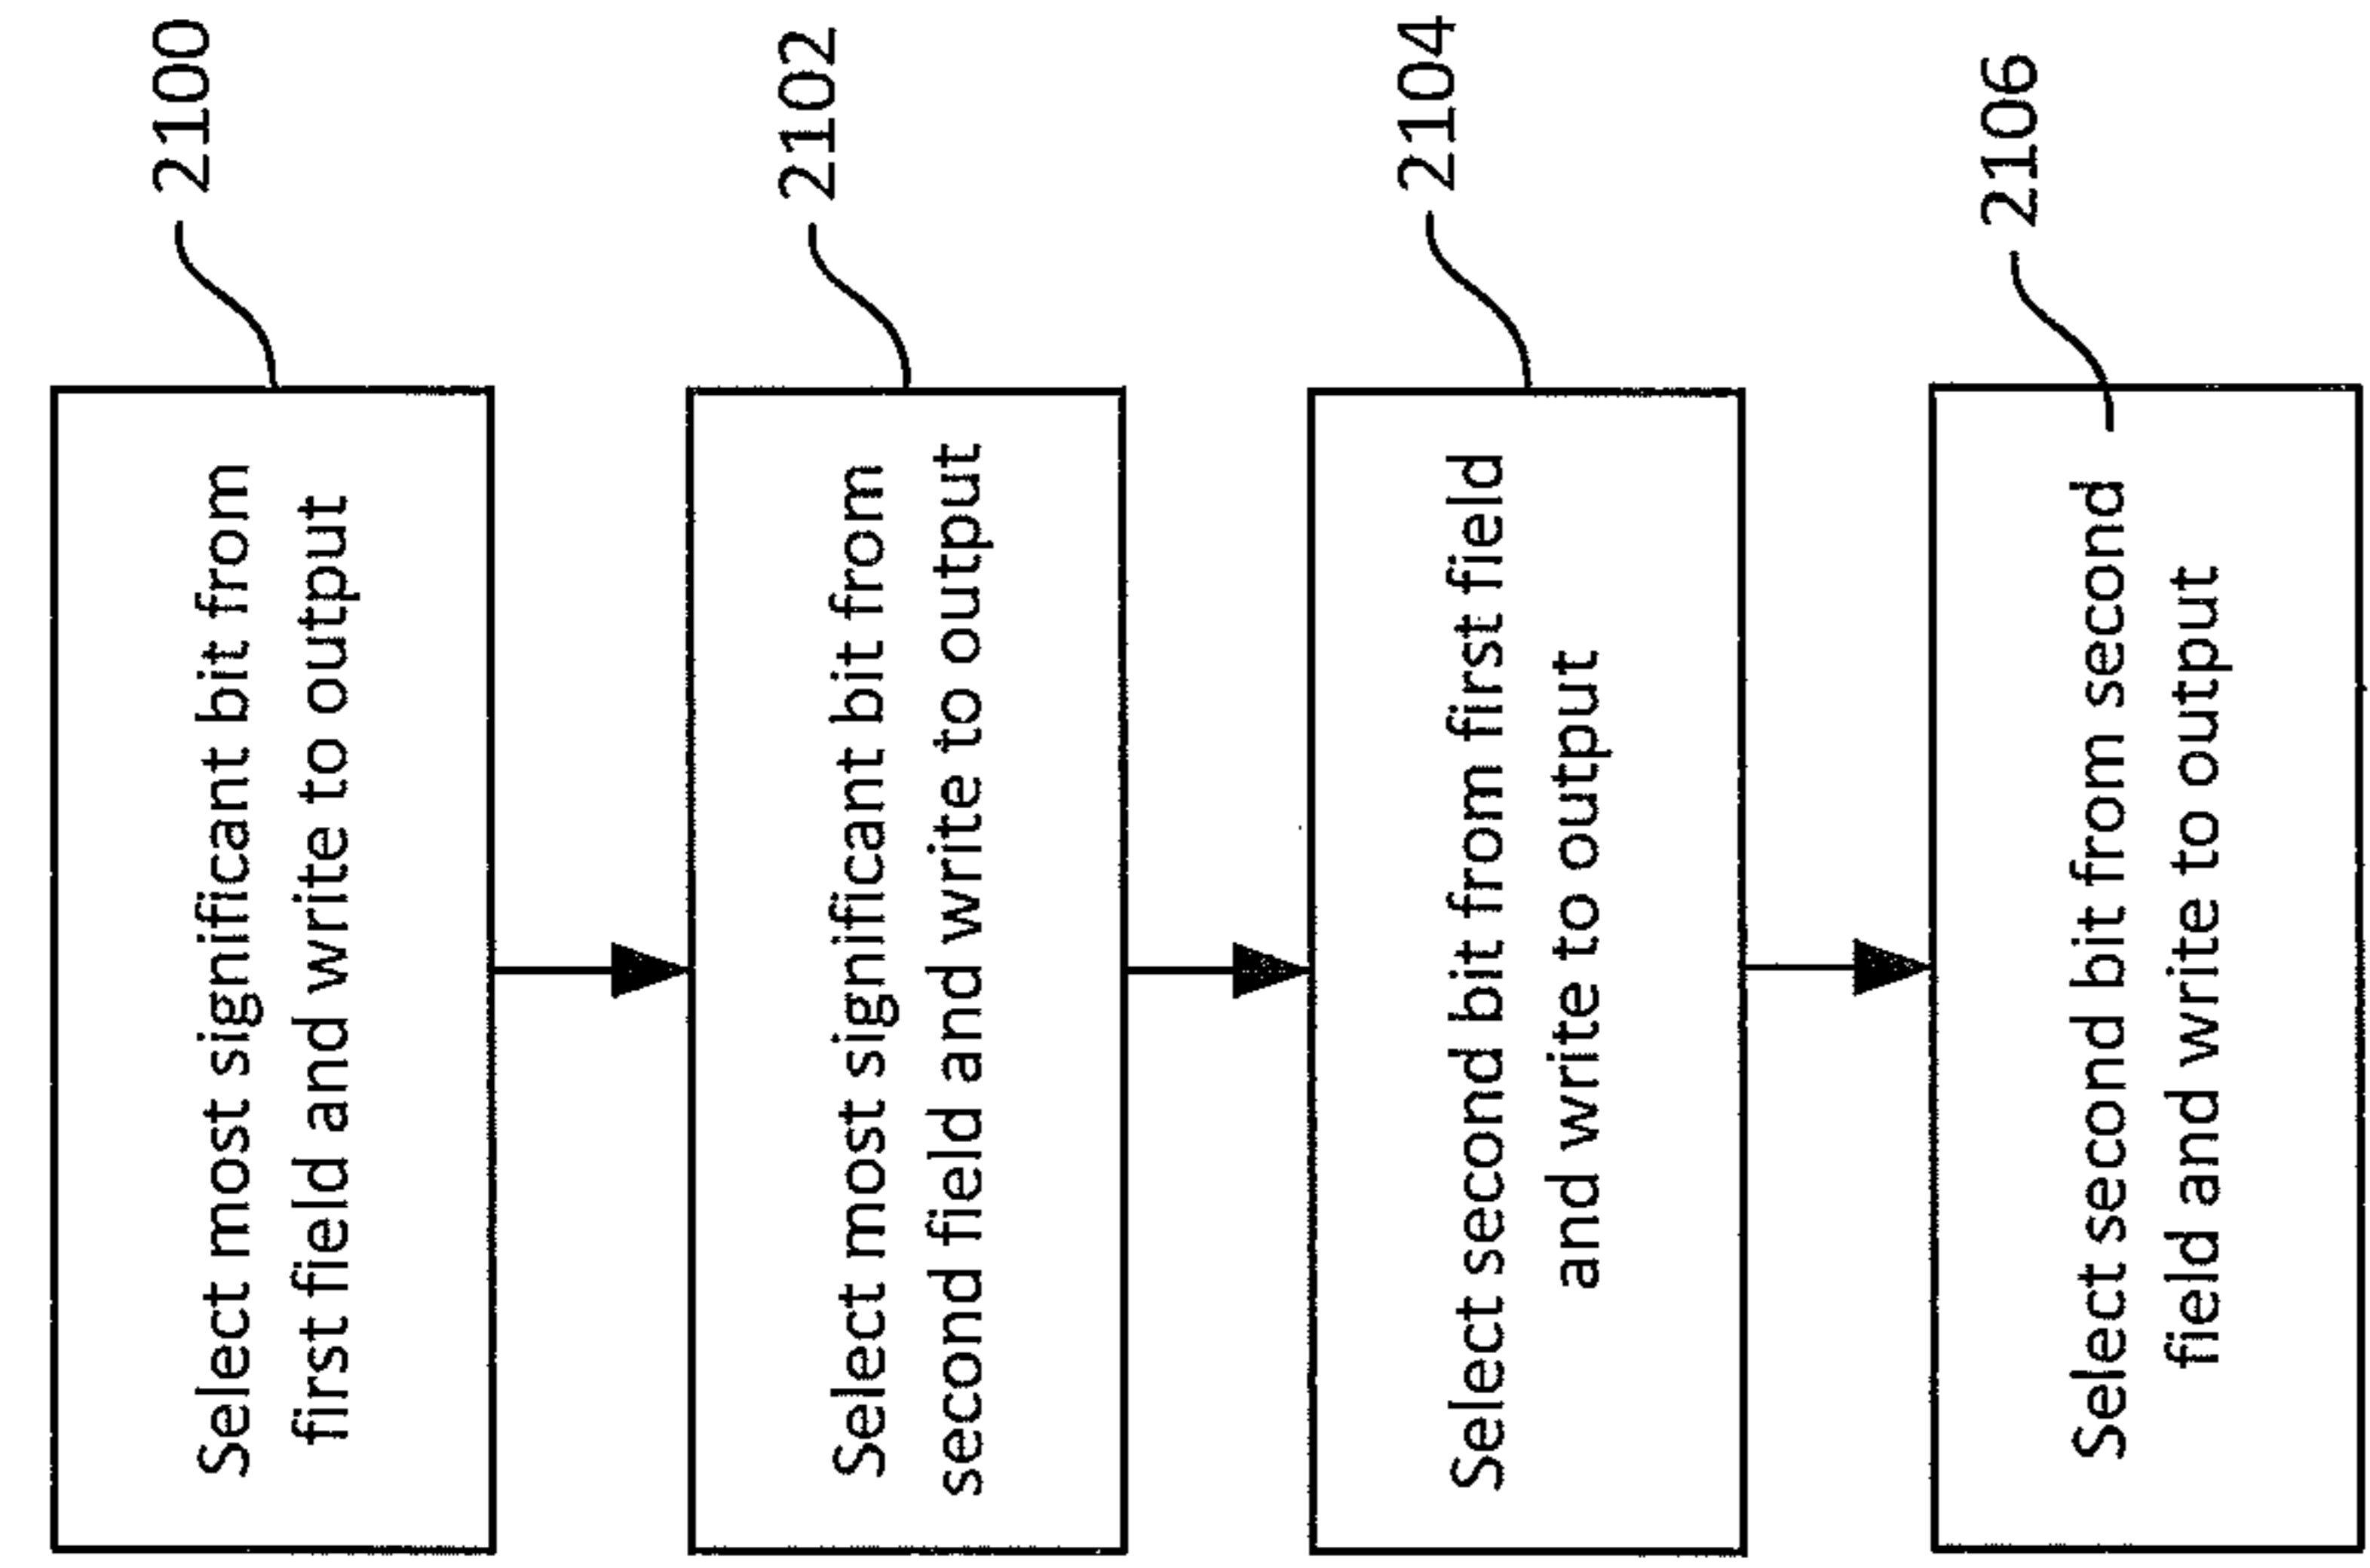 2100
Select most significant bit from
first field and write to output
2102
Select most significant bit from
second field and write to output
2104
Select second bit from first field
and write to output
2106
Select second bit from second
field and write to output